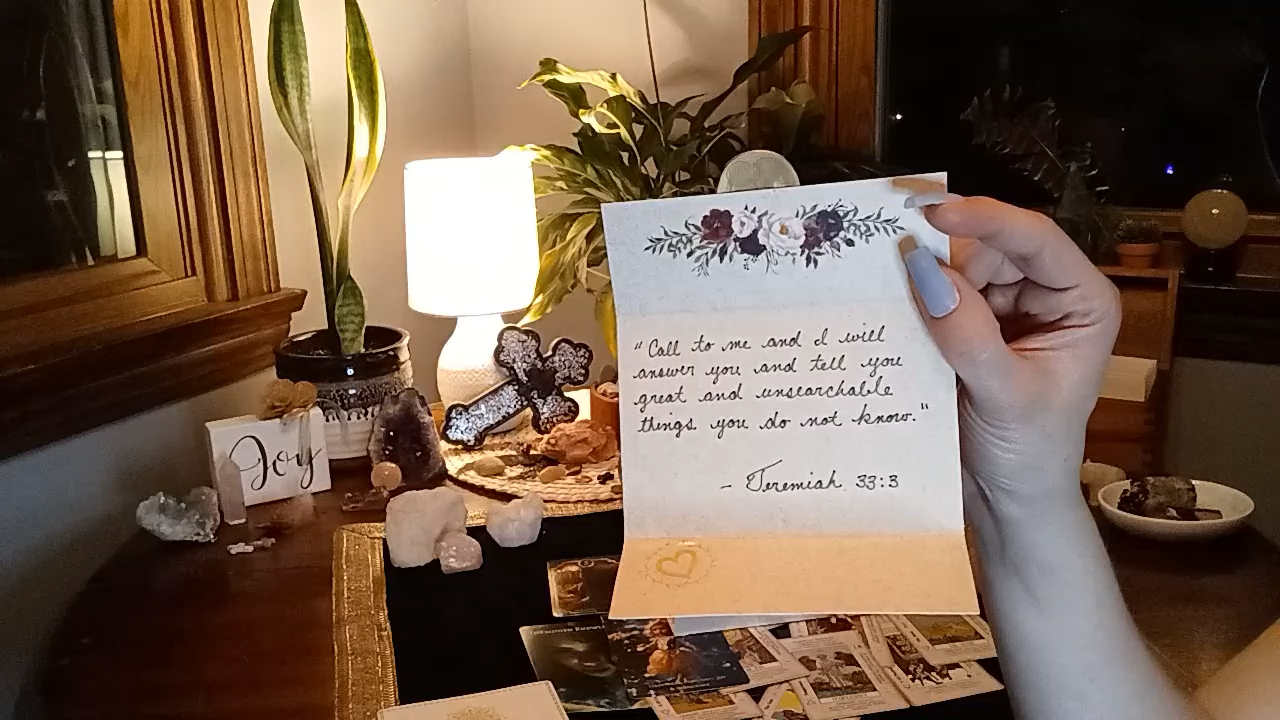 "Call to me and I will
answer you and tell you
great and unsearchable
things you do not know."
- Jeremiah 33:3
Joy